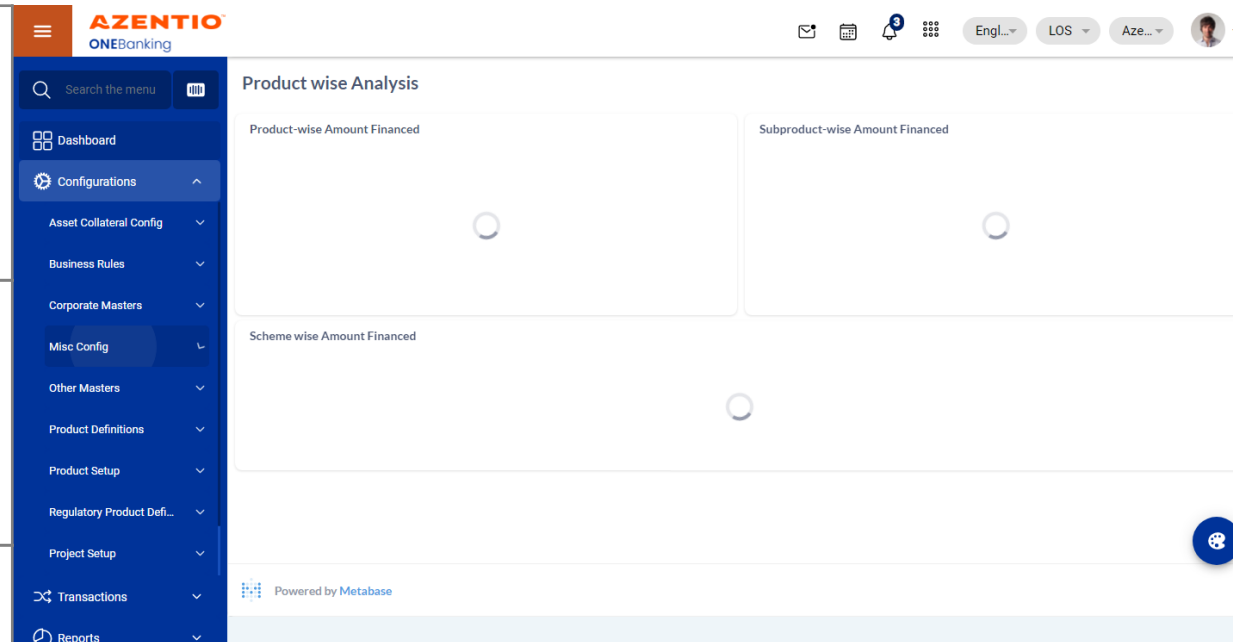 AZENTIO
ONEBanking
3
Engl...
LOS
Aze...
Search the menu
Dashboard
Configurations
Asset Collateral Config
Business Rules
Corporate Masters
Misc Config
Other Masters
Product Definitions
Product Setup
Regulatory Product Defi...
Project Setup
Transactions
Reports
Product wise Analysis
Product-wise Amount Financed
Subproduct-wise Amount Financed
Scheme wise Amount Financed
Powered by Metabase